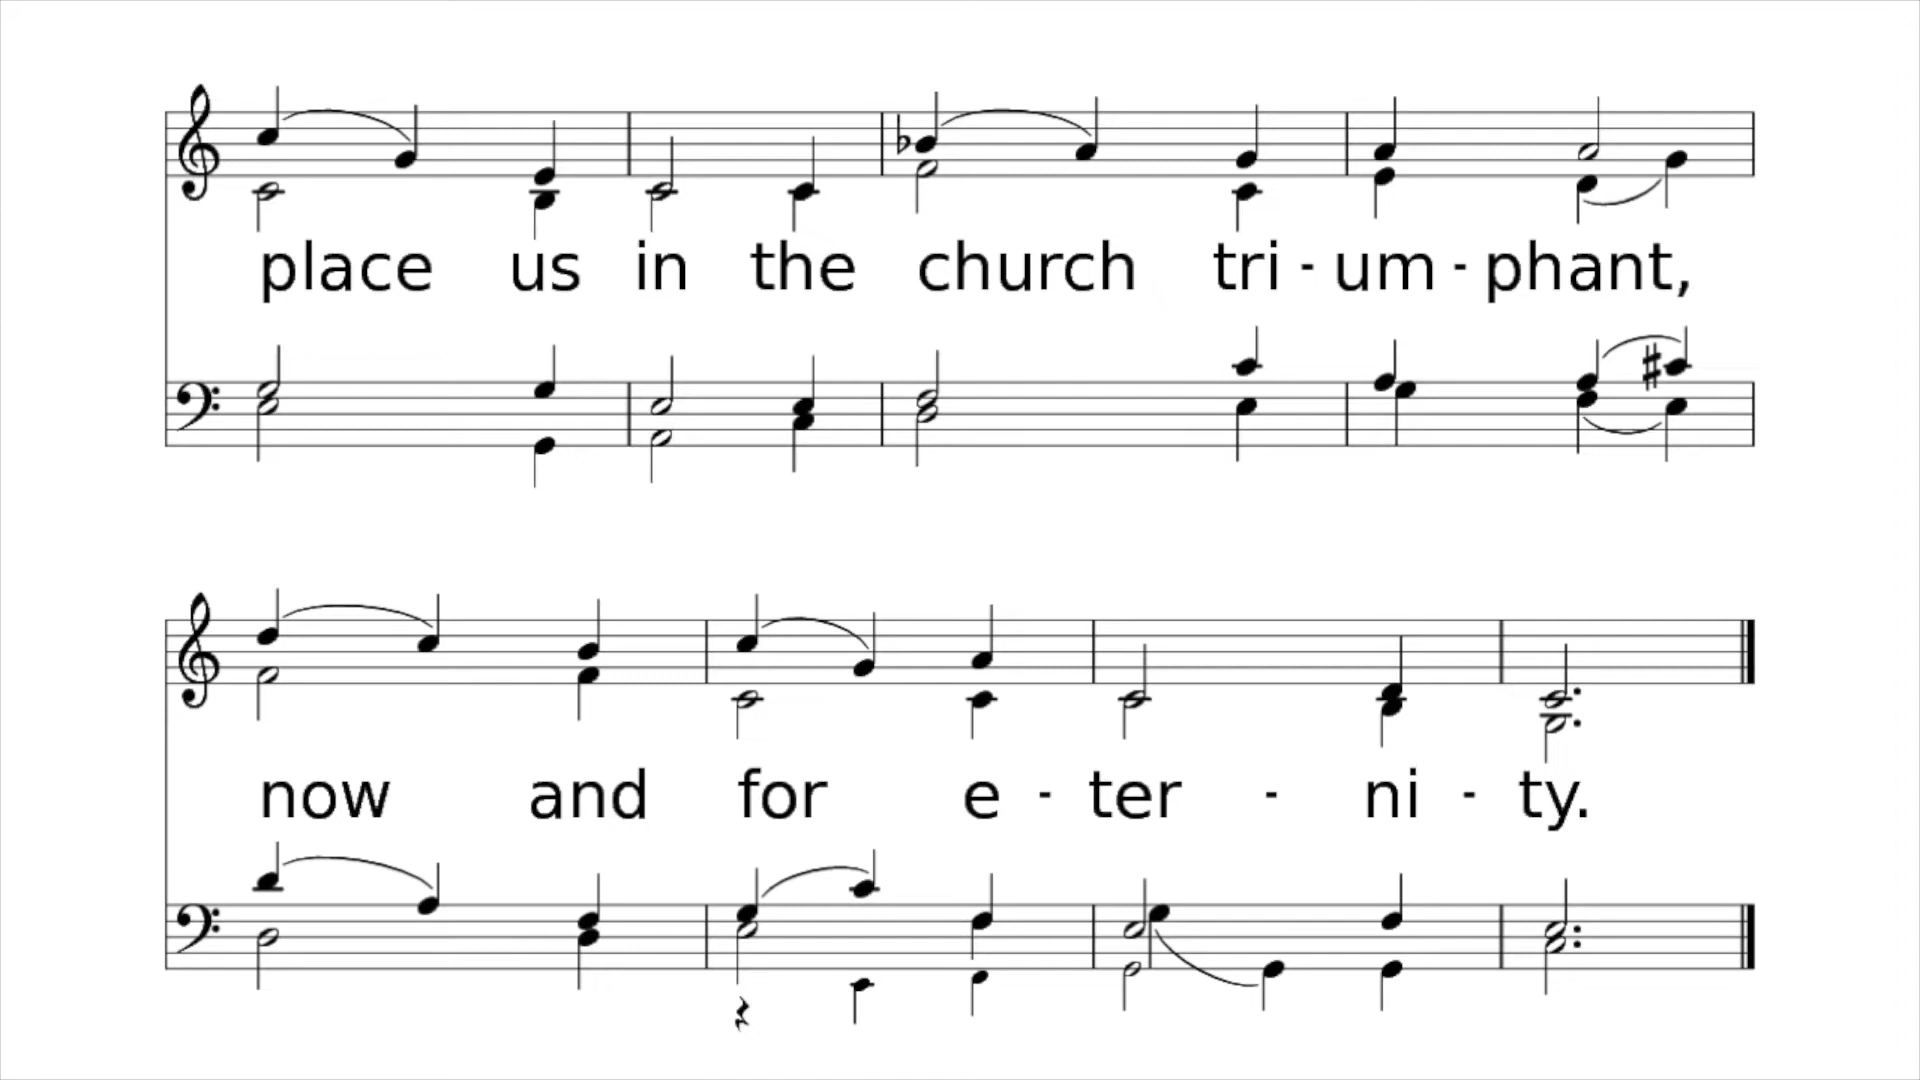 place us in the church tri - um - phant,
now and for e - ter - ni - ty.